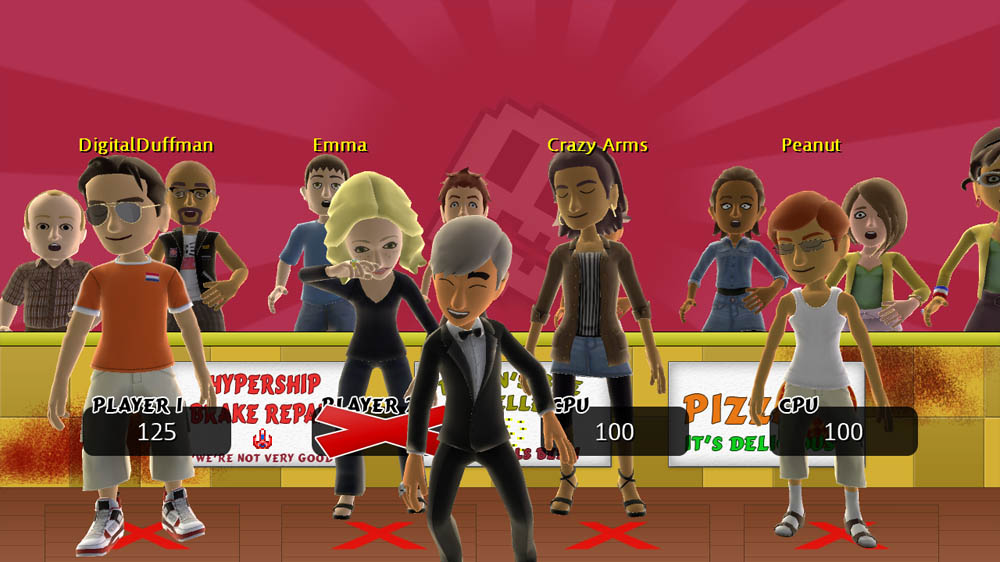 DigitalDuffman
Emma
Crazy Arms
Peanut
PLAYER 1
PLAYER 2
CPU
CPU
125
100
100
HYPERSHIP
BRAKE REPA
WE'RE NOT VERY GOOD
PIZZ
IT'S DELICIOUS